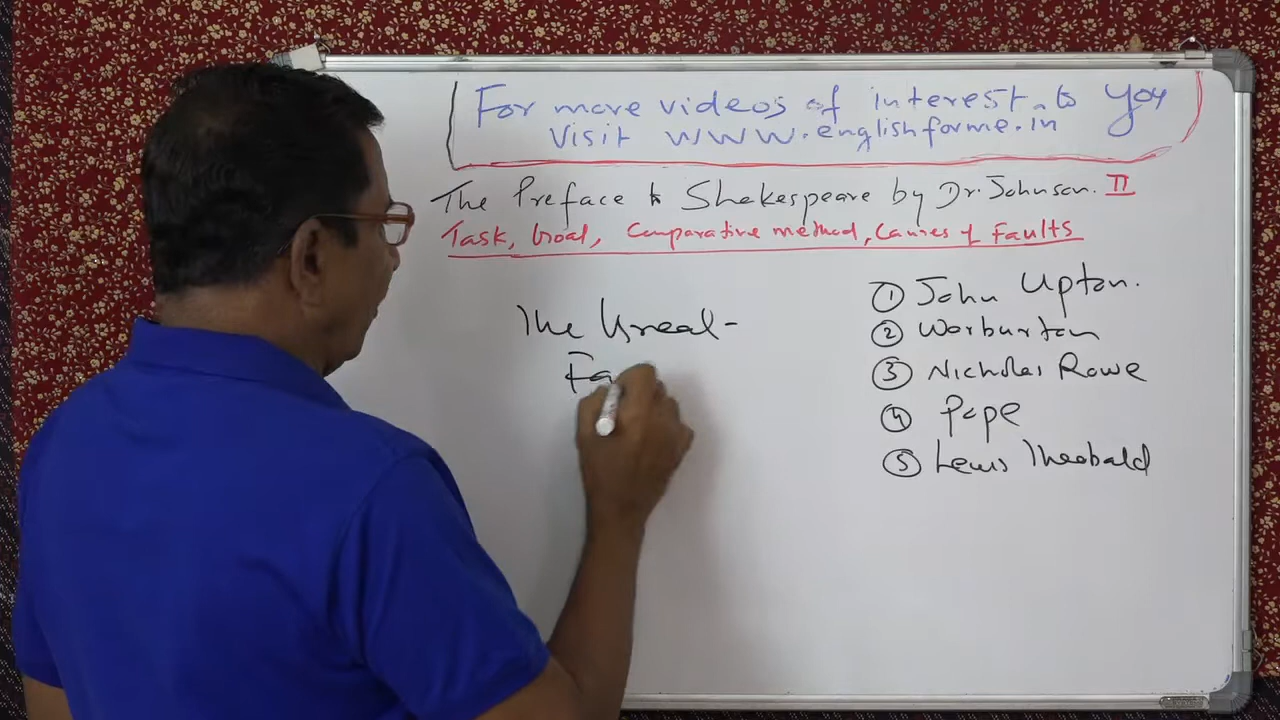 For more videos of interest to you
visit www.englishforme.in
The Preface to Shakespeare by Dr. Johnson. II
Task, Goal, Comparative method, Causes of Faults
The Great -
Fa
① John Upton.
② Warburton
③ Nicholas Rowe
④ Pope
⑤ Lewis Theobald